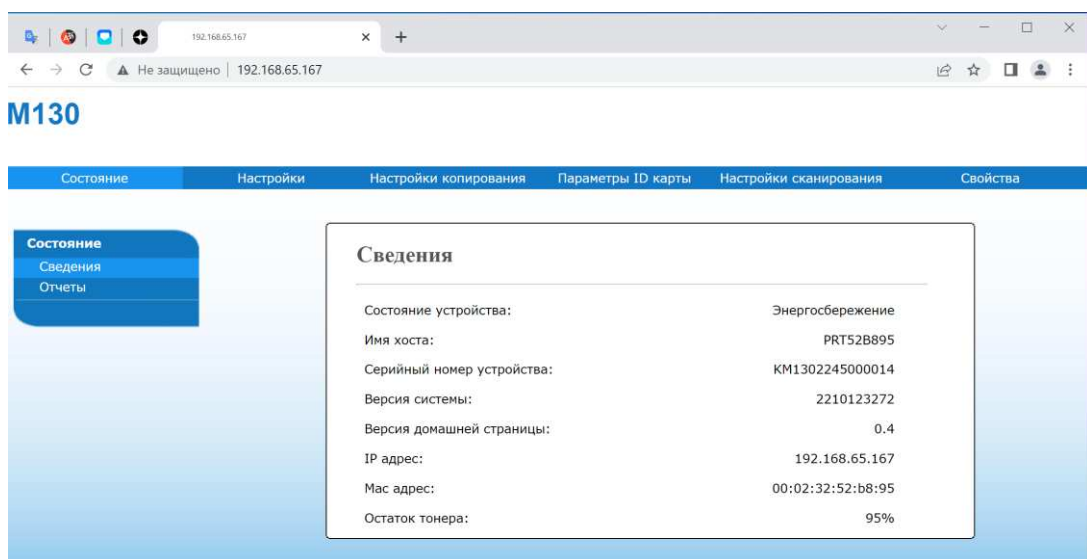 192.168.65.167
Не защищено | 192.168.65.167
M130
Состояние Настройки Настройки копирования Параметры ID карты Настройки сканирования Свойства
Состояние
Сведения
Отчеты
Сведения
Состояние устройства: Энергосбережение
Имя хоста: PRT52B895
Серийный номер устройства: KM1302245000014
Версия системы: 2210123272
Версия домашней страницы: 0.4
IP адрес: 192.168.65.167
Mac адрес: 00:02:32:52:b8:95
Остаток тонера: 95%